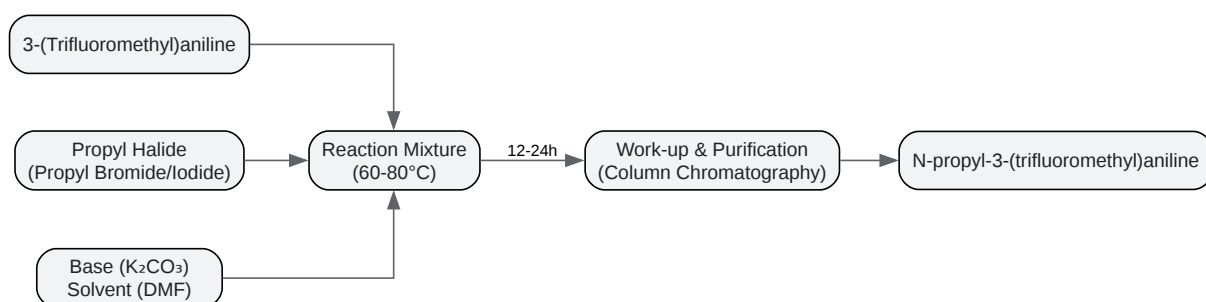 3-(Trifluoromethyl)aniline
Propyl Halide
(Propyl Bromide/Iodide)
Reaction Mixture
(60-80°C)
12-24h
Work-up & Purification
(Column Chromatography)
N-propyl-3-(trifluoromethyl)aniline
Base (K₂CO₃)
Solvent (DMF)